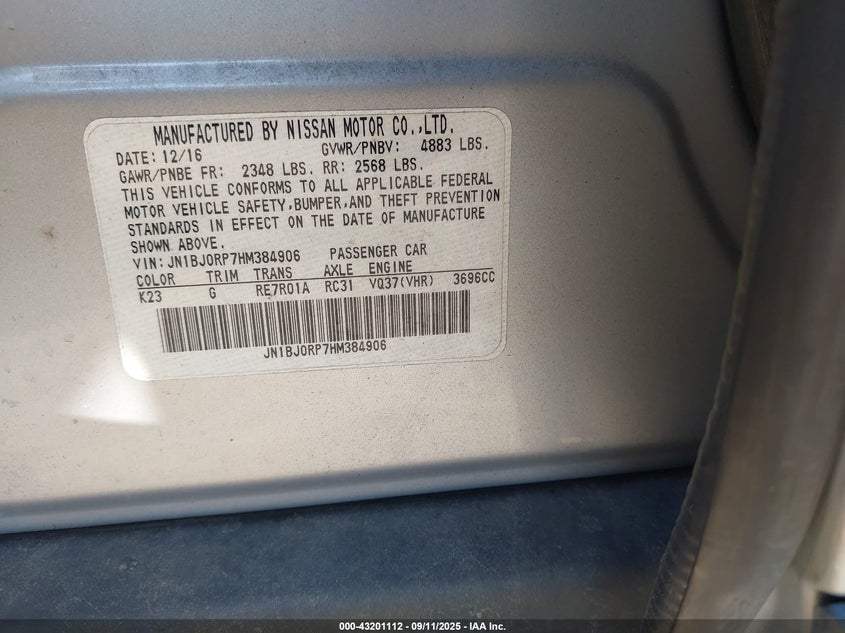 MANUFACTURED BY NISSAN MOTOR CO.,LTD.
DATE: 12/16 GVWR/PNBV: 4883 LBS.
GAWR/PNBE FR: 2348 LBS. RR: 2568 LBS.
THIS VEHICLE CONFORMS TO ALL APPLICABLE FEDERAL
MOTOR VEHICLE SAFETY,BUMPER,AND THEFT PREVENTION
STANDARDS IN EFFECT ON THE DATE OF MANUFACTURE
SHOWN ABOVE.
VIN: JN1BJ0RP7HM384906 PASSENGER CAR
COLOR TRIM TRANS AXLE ENGINE
K23 G RE7R01A RC31 VQ37(VHR) 3696CC
JN1BJ0RP7HM384906
000-43201112 - 09/11/2025 - IAA Inc.